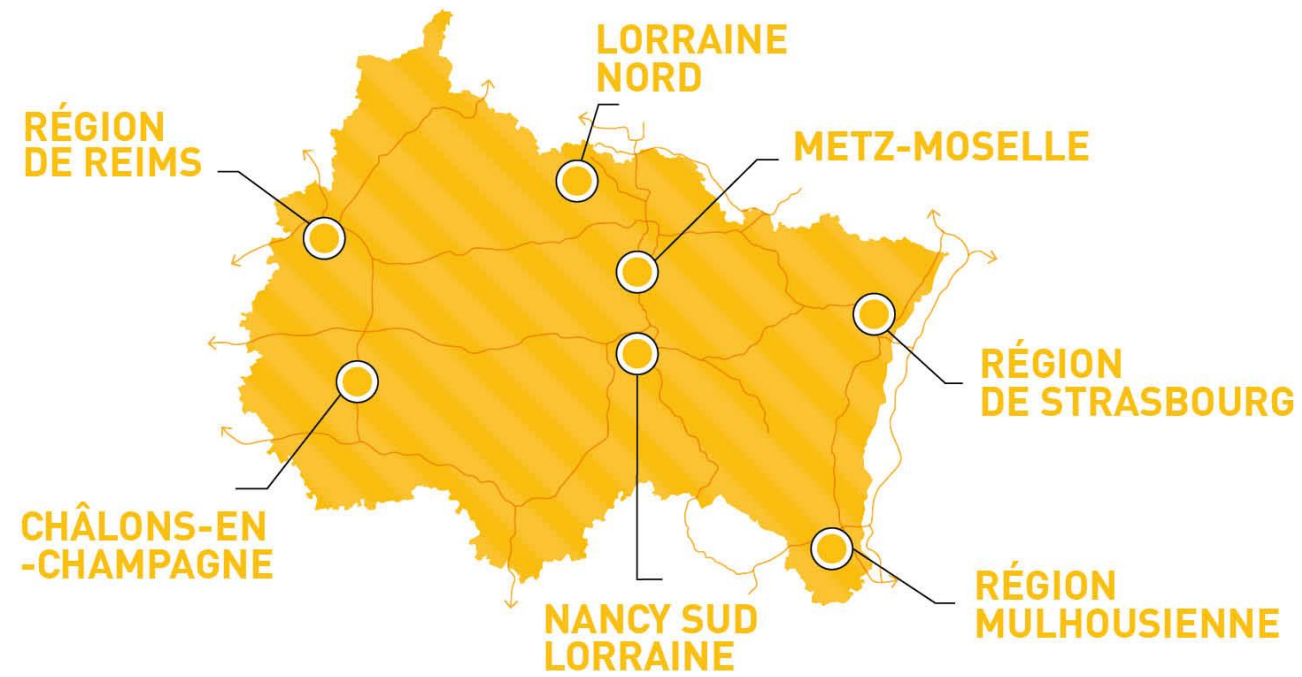 LORRAINE
NORD
RÉGION
DE REIMS
METZ-MOSELLE
RÉGION
DE STRASBOURG
CHÂLONS-EN
-CHAMPAGNE
NANCY SUD
LORRAINE
RÉGION
MULHOUSIENNE